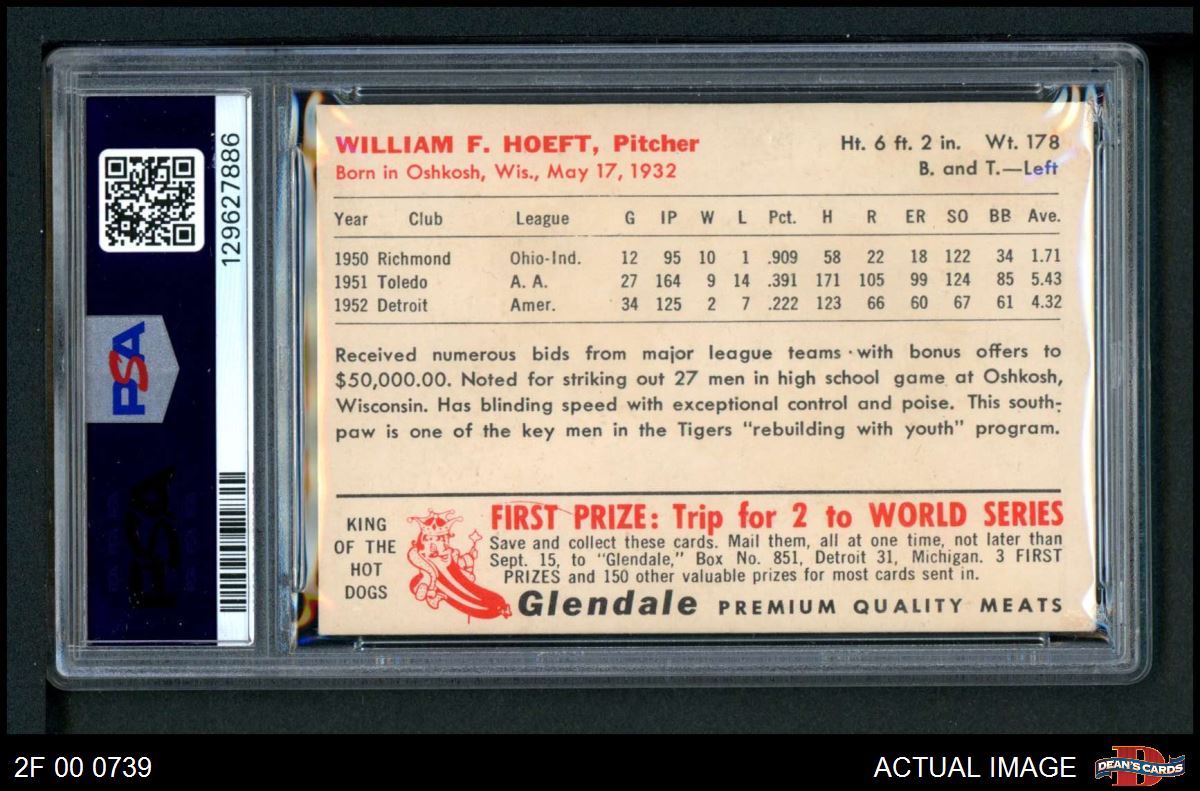 129627886
PSA
PSA
WILLIAM F. HOEFT, Pitcher Ht. 6 ft. 2 in. Wt. 178
Born in Oshkosh, Wis., May 17, 1932 B. and T.—Left
Year Club League G IP W L Pct. H R ER SO BB Ave.
1950 Richmond Ohio-Ind. 12 95 10 1 .909 58 22 18 122 34 1.71
1951 Toledo A. A. 27 164 9 14 .391 171 105 99 124 85 5.43
1952 Detroit Amer. 34 125 2 7 .222 123 66 60 67 61 4.32
Received numerous bids from major league teams with bonus offers to
$50,000.00. Noted for striking out 27 men in high school game at Oshkosh,
Wisconsin. Has blinding speed with exceptional control and poise. This south-
paw is one of the key men in the Tigers "rebuilding with youth" program.
KING
OF THE
HOT
DOGS
FIRST PRIZE: Trip for 2 to WORLD SERIES
Save and collect these cards. Mail them, all at one time, not later than
Sept. 15, to "Glendale," Box No. 851, Detroit 31, Michigan. 3 FIRST
PRIZES and 150 other valuable prizes for most cards sent in.
Glendale PREMIUM QUALITY MEATS
2F 00 0739
ACTUAL IMAGE
D
DEAN'S CARDS